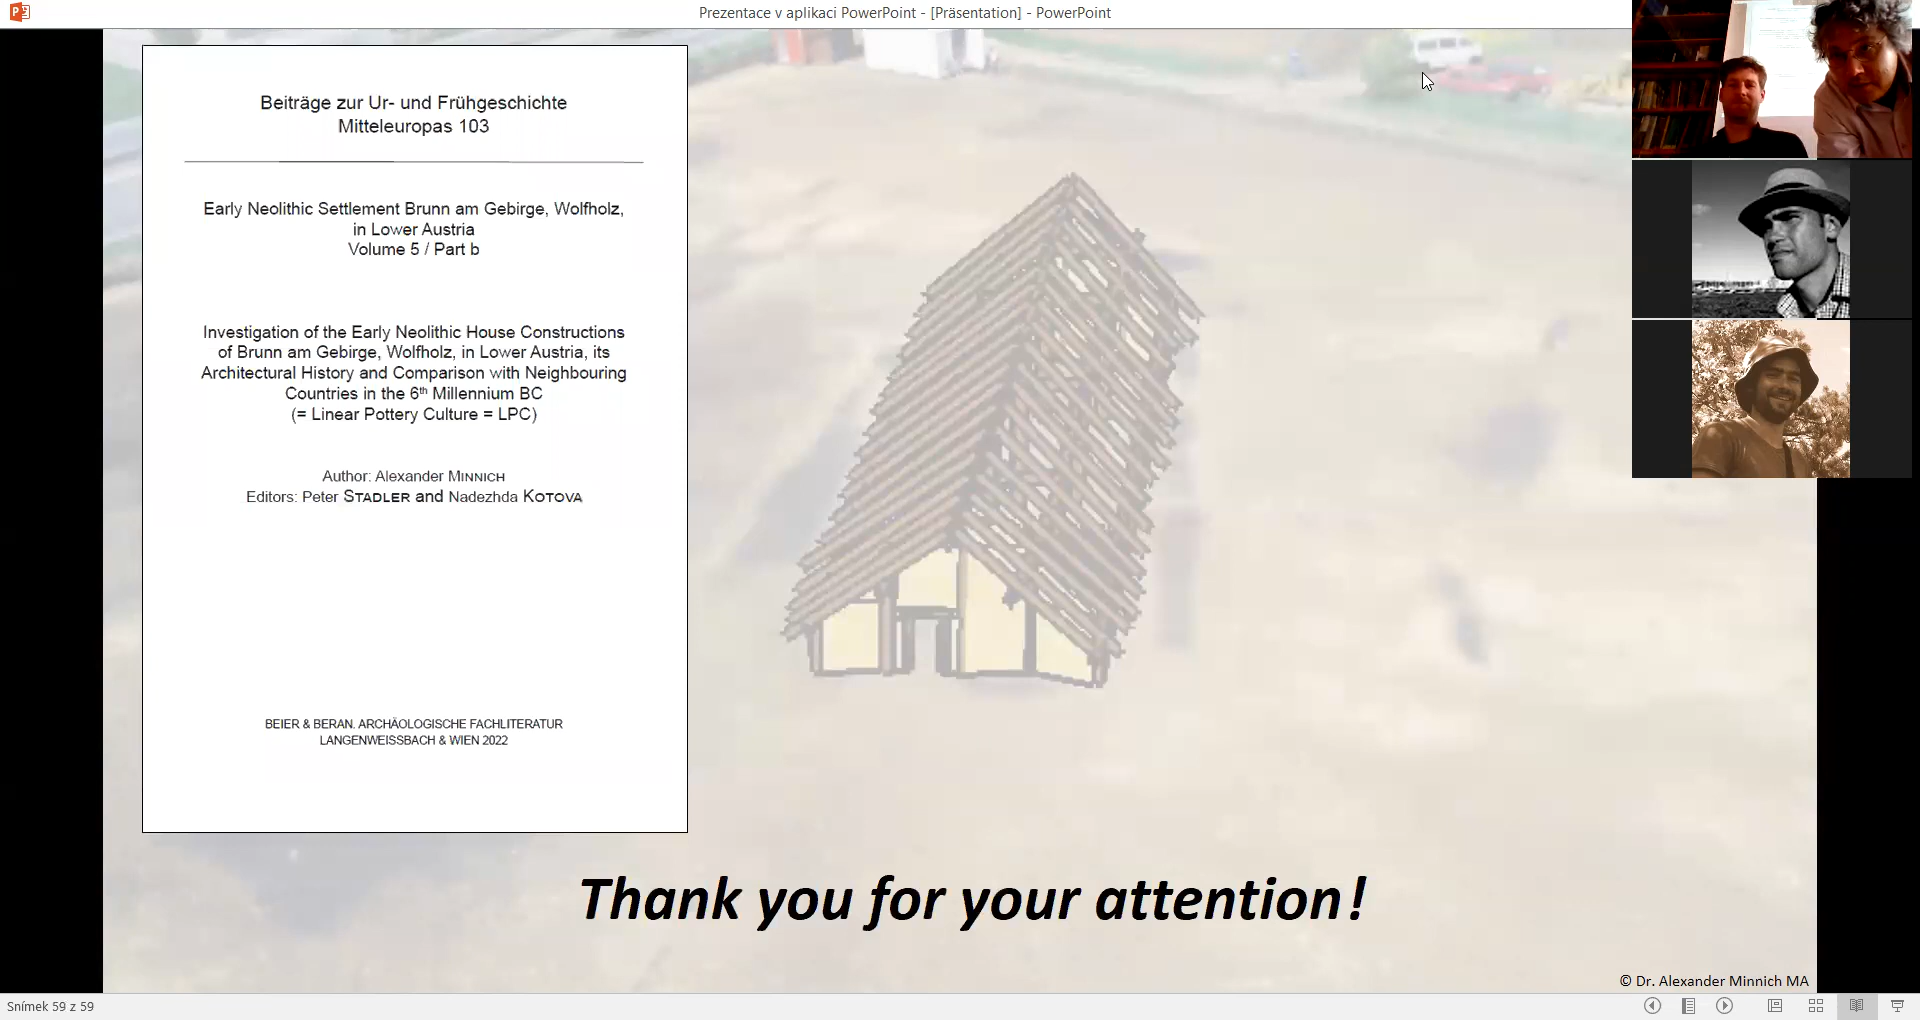 Prezentace v aplikaci PowerPoint - [Präsentation] - PowerPoint
Beiträge zur Ur- und Frühgeschichte
Mitteleuropas 103
Early Neolithic Settlement Brunn am Gebirge, Wolfholz,
in Lower Austria
Volume 5 / Part b
Investigation of the Early Neolithic House Constructions
of Brunn am Gebirge, Wolfholz, in Lower Austria, its
Architectural History and Comparison with Neighbouring
Countries in the 6th Millennium BC
(= Linear Pottery Culture = LPC)
Author: Alexander MINNICH
Editors: Peter STADLER and Nadezhda KOTOVA
BEIER & BERAN. ARCHÄOLOGISCHE FACHLITERATUR
LANGENWEISSBACH & WIEN 2022
Thank you for your attention!
© Dr. Alexander Minnich MA
Snímek 59 z 59